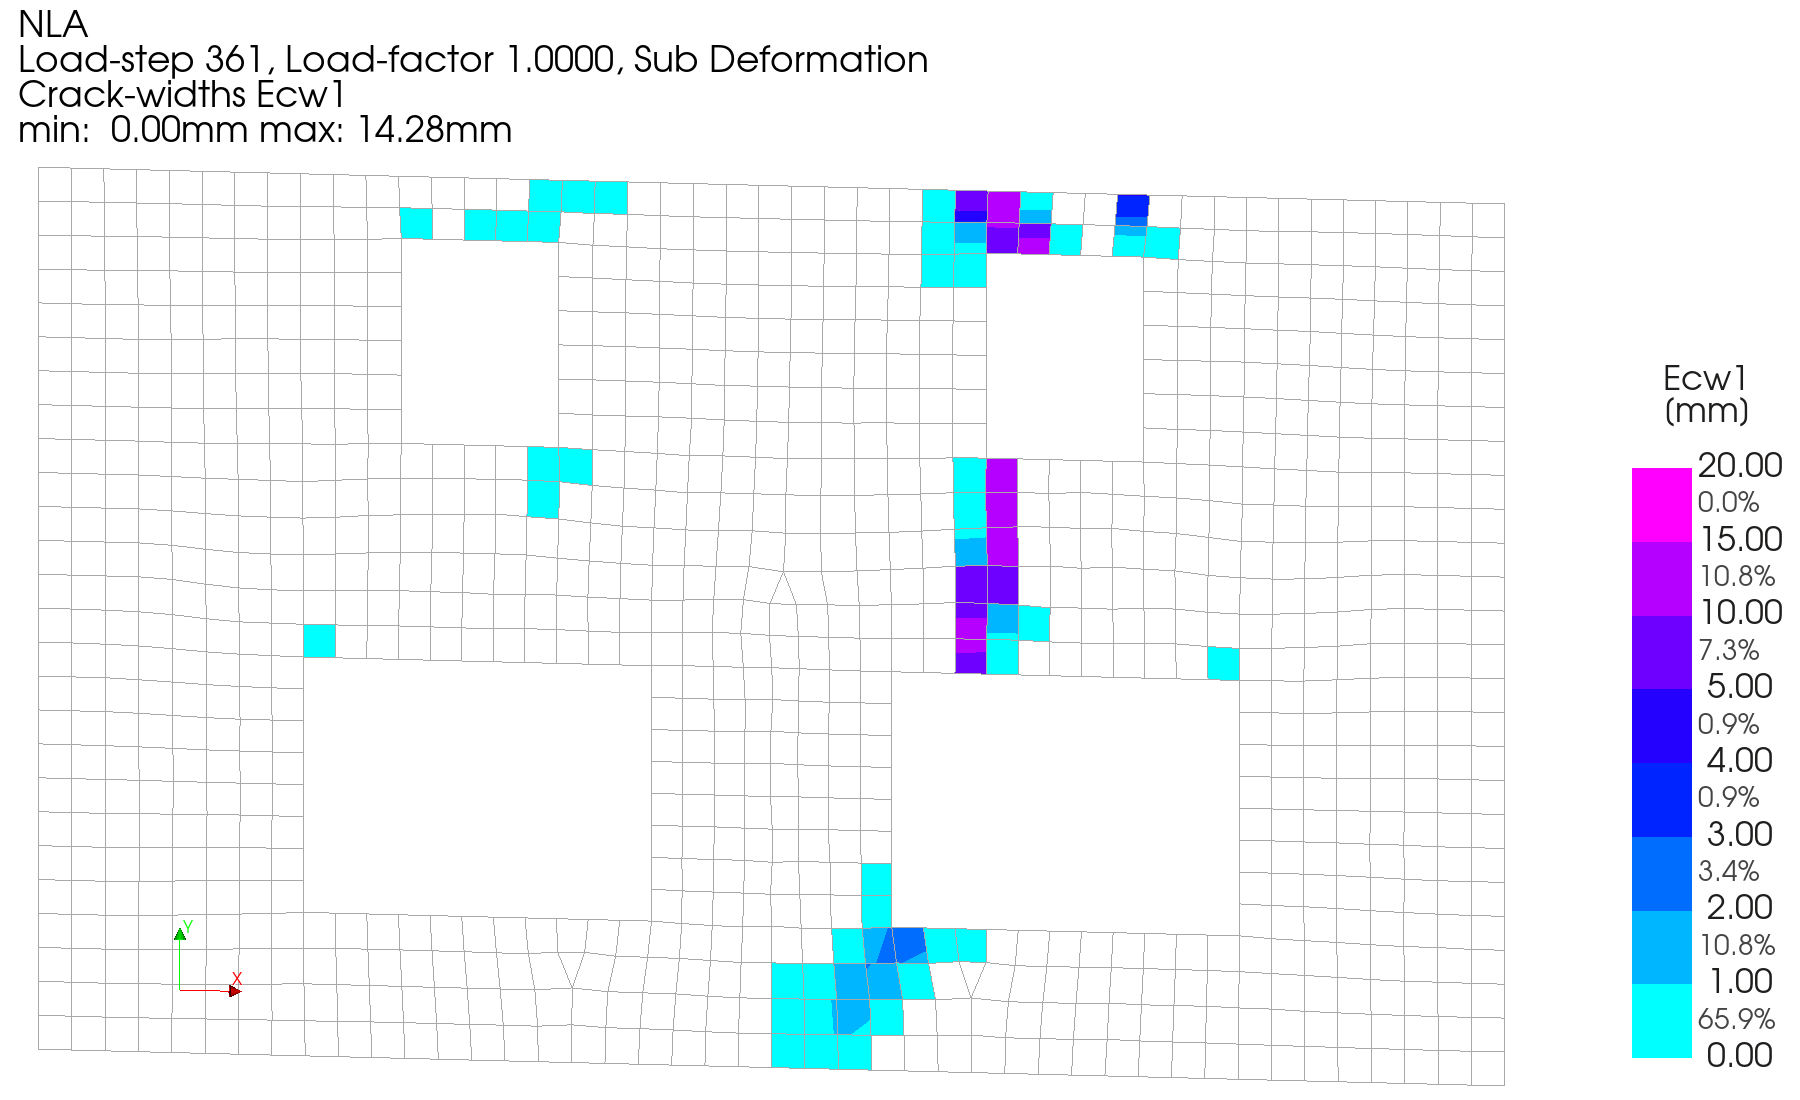 NLA
Load-step 361, Load-factor 1.0000, Sub Deformation
Crack-widths Ecw1
min: 0.00mm max: 14.28mm
Ecw1
(mm)
20.00
0.0%
15.00
10.8%
10.00
7.3%
5.00
0.9%
4.00
0.9%
3.00
3.4%
2.00
10.8%
1.00
65.9%
0.00
Y
X